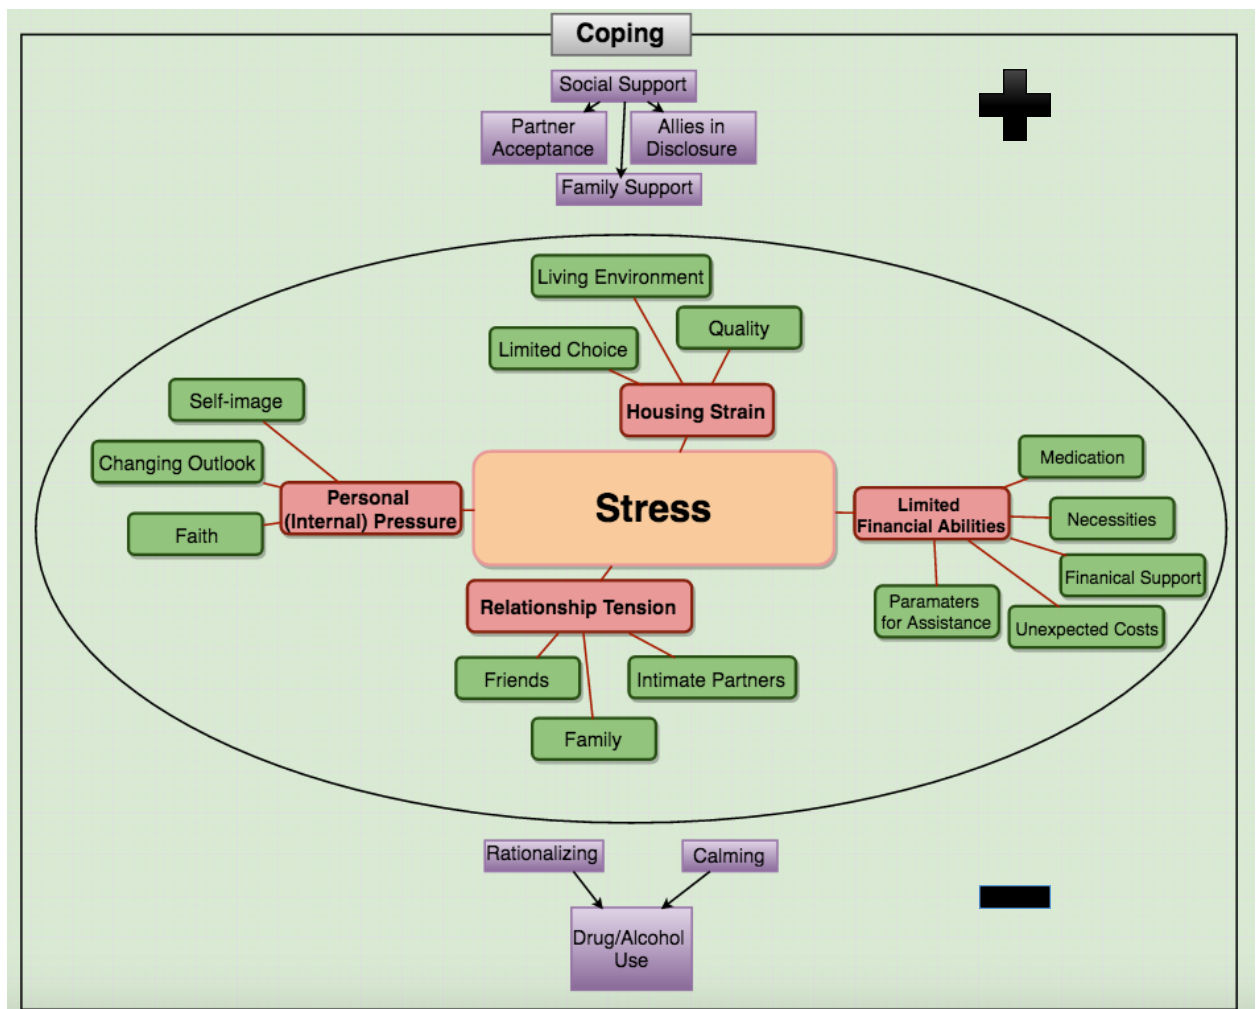 Coping
Social Support
Partner
Acceptance
Allies in
Disclosure
Family Support
Living Environment
Quality
Limited Choice
Housing Strain
Self-image
Changing Outlook
Faith
Personal
(Internal) Pressure
Stress
Limited
Financial Abilities
Medication
Necessities
Finanical Support
Unexpected Costs
Paramaters
for Assistance
Relationship Tension
Friends
Intimate Partners
Family
Rationalizing
Calming
Drug/Alcohol
Use